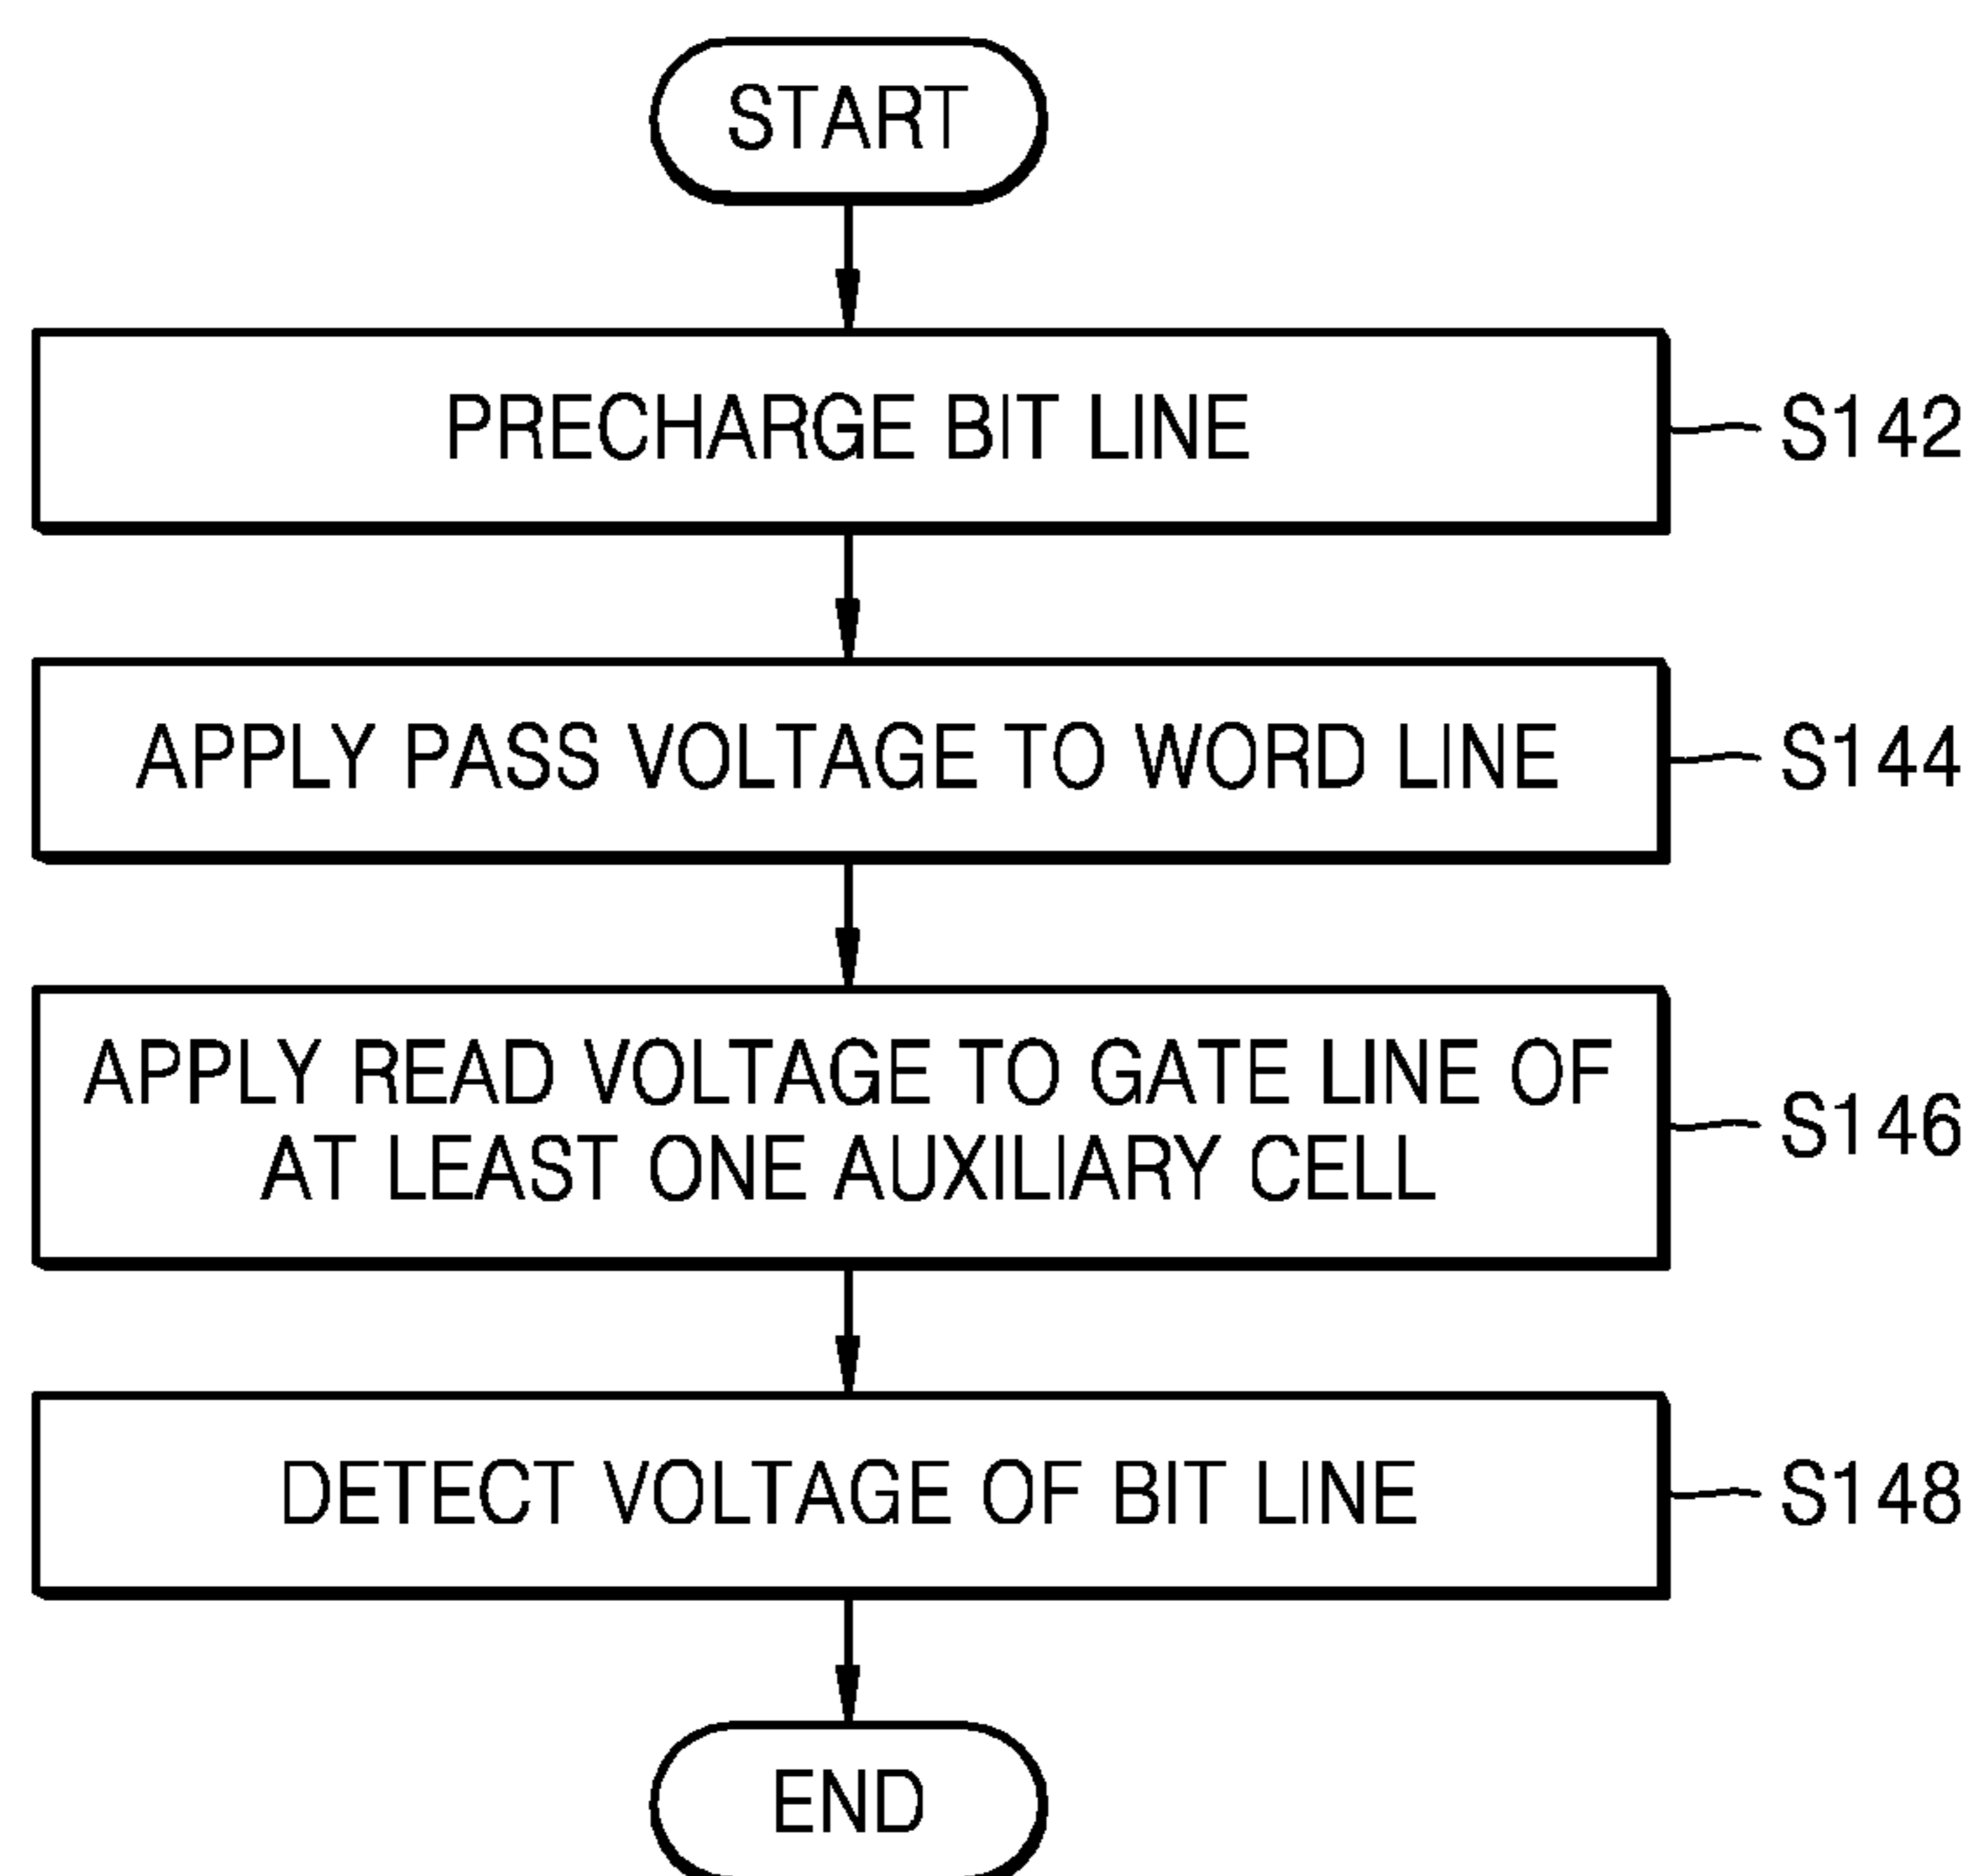 START
PRECHARGE BIT LINE
S142
APPLY PASS VOLTAGE TO WORD LINE
S144
APPLY READ VOLTAGE TO GATE LINE OF
AT LEAST ONE AUXILIARY CELL
S146
DETECT VOLTAGE OF BIT LINE
S148
END